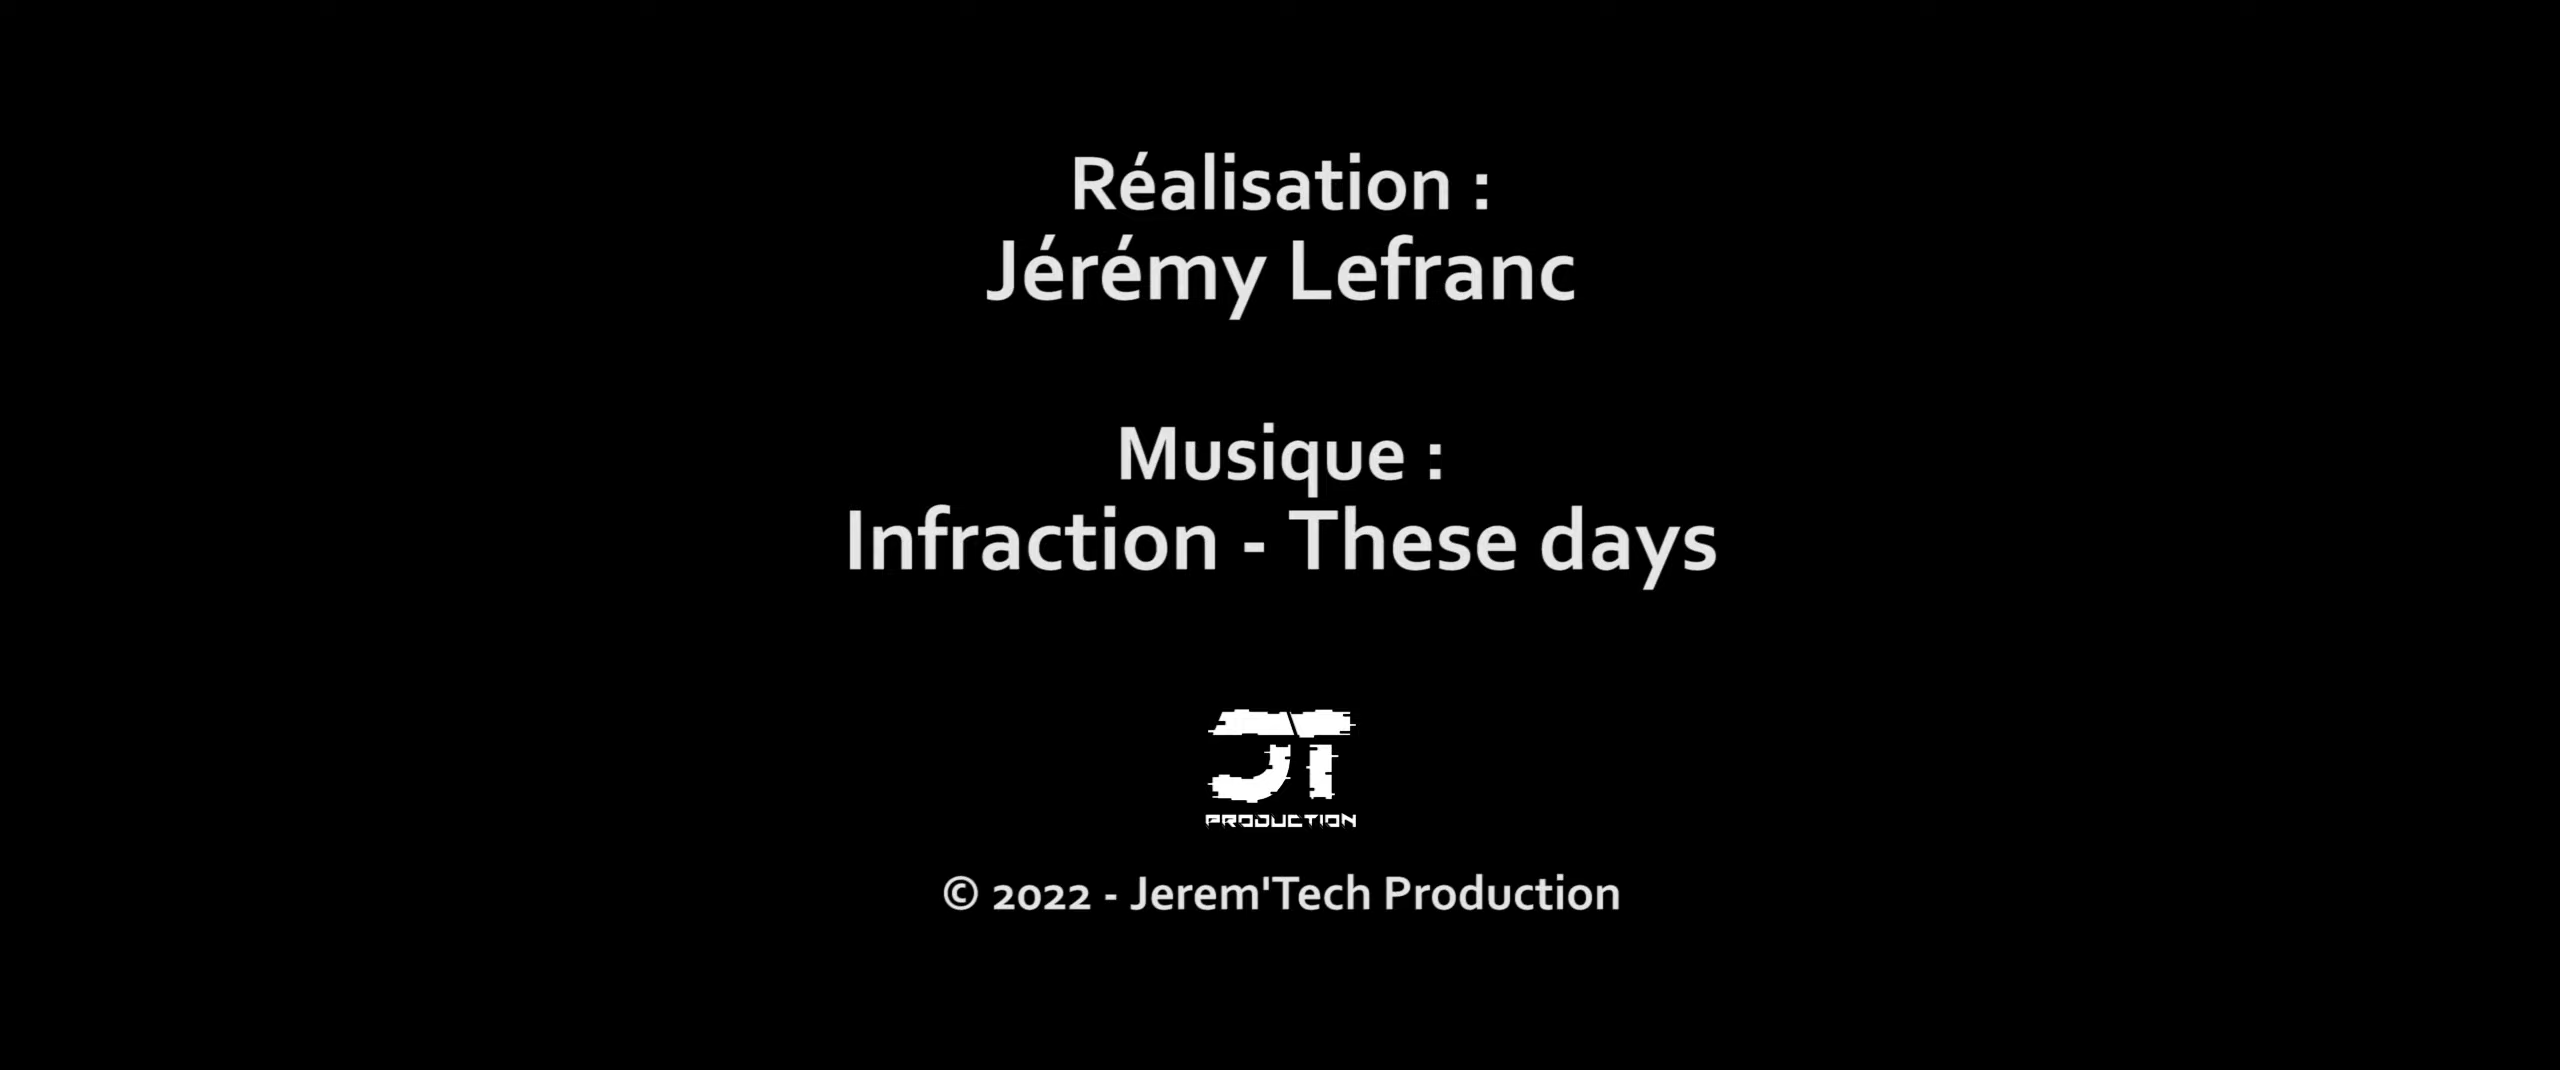 Réalisation :
Jérémy Lefranc
Musique :
Infraction - These days
JT
PRODUCTION
© 2022 - Jerem'Tech Production